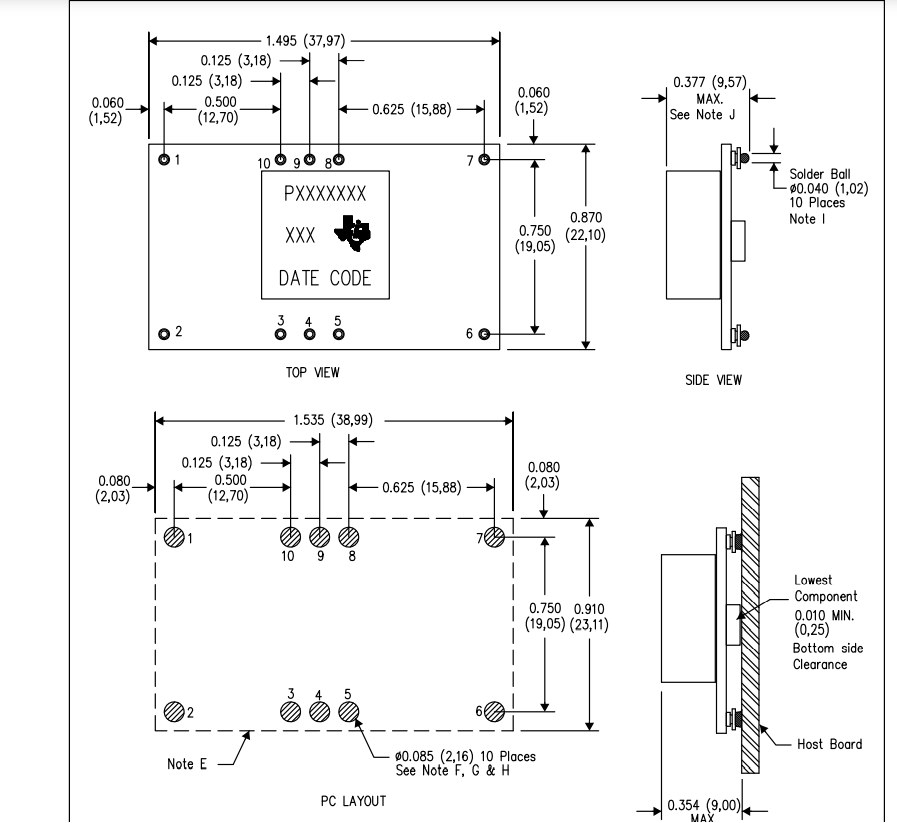 1.495 (37,97)
0.125 (3,18)
0.125 (3,18)
0.060
(1,52)
0.500
(12,70)
0.625 (15,88)
0.060
(1,52)
1
10
9
8
7
PXXXXXXX
XXX
DATE CODE
0.750
(19,05)
0.870
(22,10)
2
3
4
5
6
TOP VIEW
0.377 (9,57)
MAX.
See Note J
Solder Ball
ø0.040 (1,02)
10 Places
Note I
SIDE VIEW
1.535 (38,99)
0.125 (3,18)
0.125 (3,18)
0.080
(2,03)
0.500
(12,70)
0.625 (15,88)
0.080
(2,03)
1
10
9
8
7
0.750
(19,05)
0.910
(23,11)
2
3
4
5
6
Note E
ø0.085 (2,16) 10 Places
See Note F, G & H
PC LAYOUT
Lowest
Component
0.010 MIN.
(0,25)
Bottom side
Clearance
Host Board
0.354 (9,00)
MAX